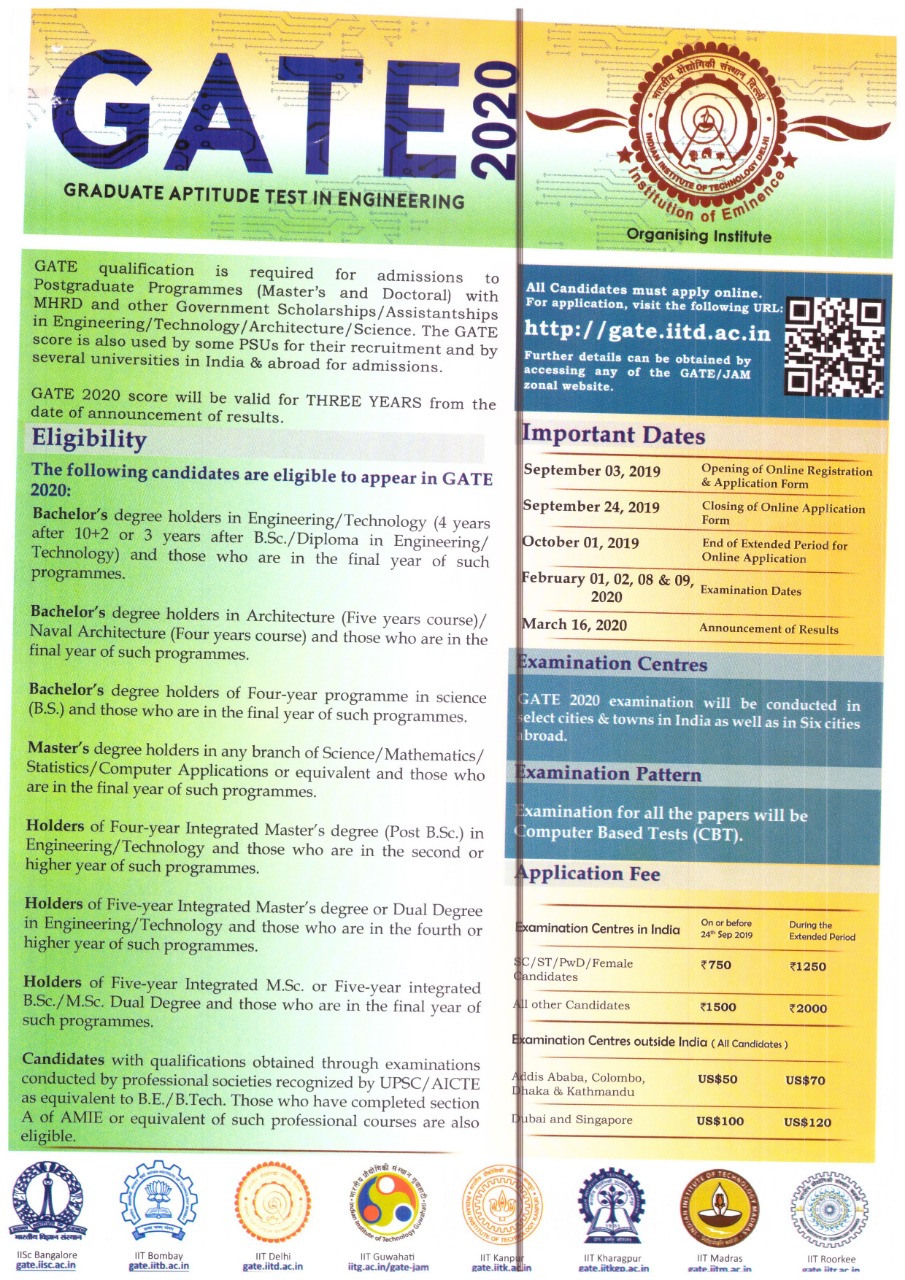 GATE 2020
GRADUATE APTITUDE TEST IN ENGINEERING
भारतीय प्रौद्योगिकी संस्थान दिल्ली
INDIAN INSTITUTE OF TECHNOLOGY DELHI
Institution of Eminence
Organising Institute
GATE qualification is required for admissions to
Postgraduate Programmes (Master's and Doctoral) with
MHRD and other Government Scholarships/Assistantships
in Engineering/Technology/Architecture/Science. The GATE
score is also used by some PSUs for their recruitment and by
several universities in India & abroad for admissions.
GATE 2020 score will be valid for THREE YEARS from the
date of announcement of results.
Eligibility
The following candidates are eligible to appear in GATE
2020:
Bachelor's degree holders in Engineering/Technology (4 years
after 10+2 or 3 years after B.Sc./Diploma in Engineering/
Technology) and those who are in the final year of such
programmes.
Bachelor's degree holders in Architecture (Five years course)/
Naval Architecture (Four years course) and those who are in the
final year of such programmes.
Bachelor's degree holders of Four-year programme in science
(B.S.) and those who are in the final year of such programmes.
Master's degree holders in any branch of Science/Mathematics/
Statistics/Computer Applications or equivalent and those who
are in the final year of such programmes.
Holders of Four-year Integrated Master's degree (Post B.Sc.) in
Engineering/Technology and those who are in the second or
higher year of such programmes.
Holders of Five-year Integrated Master's degree or Dual Degree
in Engineering/Technology and those who are in the fourth or
higher year of such programmes.
Holders of Five-year Integrated M.Sc. or Five-year integrated
B.Sc./M.Sc. Dual Degree and those who are in the final year of
such programmes.
Candidates with qualifications obtained through examinations
conducted by professional societies recognized by UPSC/AICTE
as equivalent to B.E./B.Tech. Those who have completed section
A of AMIE or equivalent of such professional courses are also
eligible.
All Candidates must apply online.
For application, visit the following URL:
http://gate.iitd.ac.in
Further details can be obtained by
accessing any of the GATE/JAM
zonal website.
Important Dates
September 03, 2019 Opening of Online Registration
& Application Form
September 24, 2019 Closing of Online Application
Form
October 01, 2019 End of Extended Period for
Online Application
February 01, 02, 08 & 09,
2020 Examination Dates
March 16, 2020 Announcement of Results
Examination Centres
GATE 2020 examination will be conducted in
select cities & towns in India as well as in Six cities
abroad.
Examination Pattern
Examination for all the papers will be
Computer Based Tests (CBT).
Application Fee
Examination Centres in India On or before
24th Sep 2019 During the
Extended Period
SC/ST/PwD/Female
Candidates ₹750 ₹1250
All other Candidates ₹1500 ₹2000
Examination Centres outside India ( All Candidates )
Addis Ababa, Colombo,
Dhaka & Kathmandu US$50 US$70
Dubai and Singapore US$100 US$120
भारतीय विज्ञान संस्थान
IISc Bangalore
gate.iisc.ac.in
IIT Bombay
gate.iitb.ac.in
IIT Delhi
gate.iitd.ac.in
Indian Institute of Technology Guwahati
IIT Guwahati
iitg.ac.in/gate-jam
IIT Kanpur
gate.iitk.ac.in
IIT Kharagpur
gate.iitkgp.ac.in
INDIAN INSTITUTE OF TECHNOLOGY MADRAS
IIT Madras
gate.iitm.ac.in
IIT Roorkee
gate.iitr.ac.in